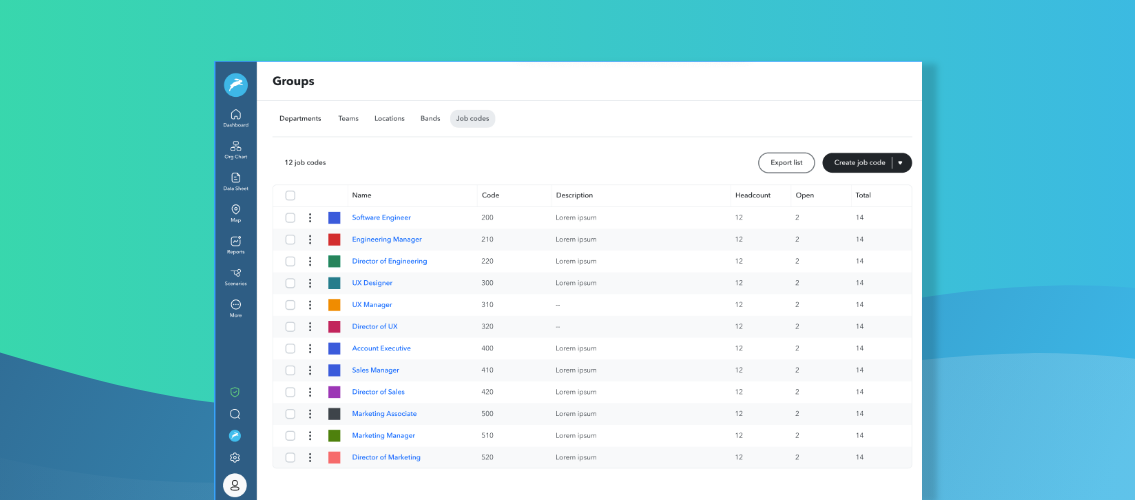 Groups
Dashboard
Org Chart
Data Sheet
Map
Reports
Scenarios
More
Departments Teams Locations Bands Job codes
12 job codes Export list Create job code
Name Code Description Headcount Open Total
Software Engineer 200 Lorem ipsum 12 2 14
Engineering Manager 210 Lorem ipsum 12 2 14
Director of Engineering 220 Lorem ipsum 12 2 14
UX Designer 300 Lorem ipsum 12 2 14
UX Manager 310 -- 12 2 14
Director of UX 320 -- 12 2 14
Account Executive 400 Lorem ipsum 12 2 14
Sales Manager 410 Lorem ipsum 12 2 14
Director of Sales 420 Lorem ipsum 12 2 14
Marketing Associate 500 Lorem ipsum 12 2 14
Marketing Manager 510 Lorem ipsum 12 2 14
Director of Marketing 520 Lorem ipsum 12 2 14